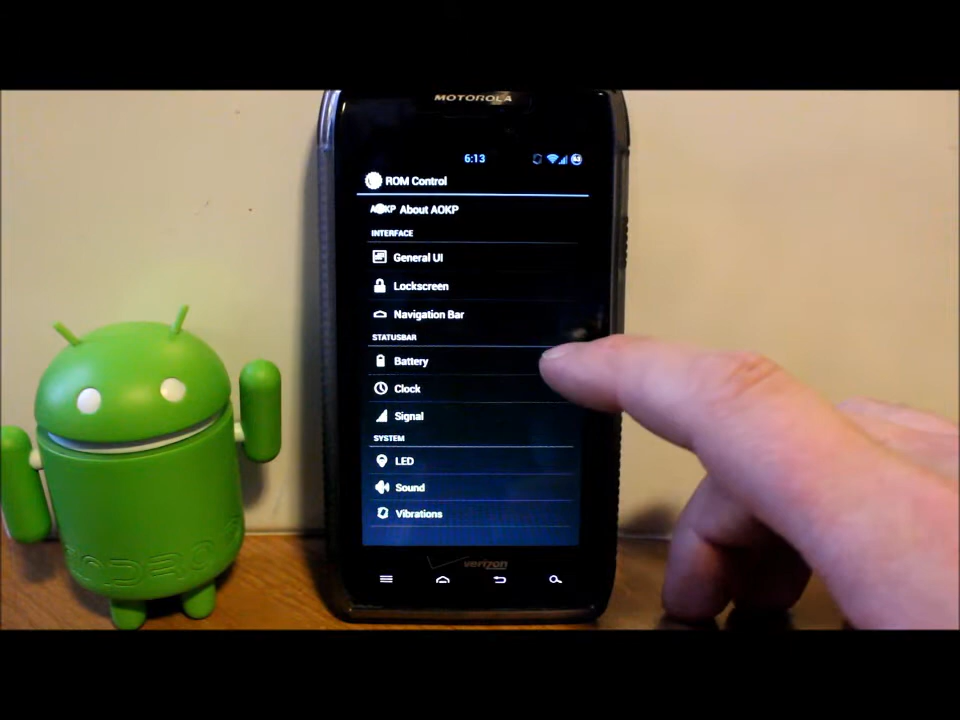 MOTOROLA
6:13
ROM Control
AOKP About AOKP
INTERFACE
General UI
Lockscreen
Navigation Bar
STATUSBAR
Battery
Clock
Signal
SYSTEM
LED
Sound
Vibrations
verizon